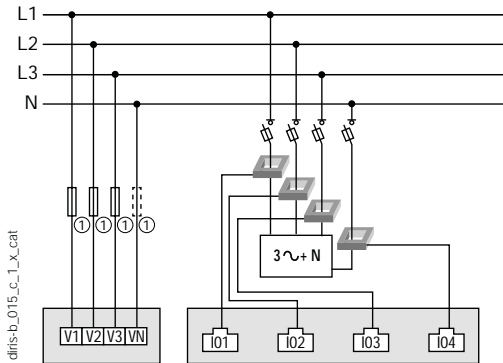 L1
L2
L3
N
① ① ① ①
3∿+ N
V1 V2 V3 VN
I01 I02 I03 I04
diris-b_015_c_1_x_cat